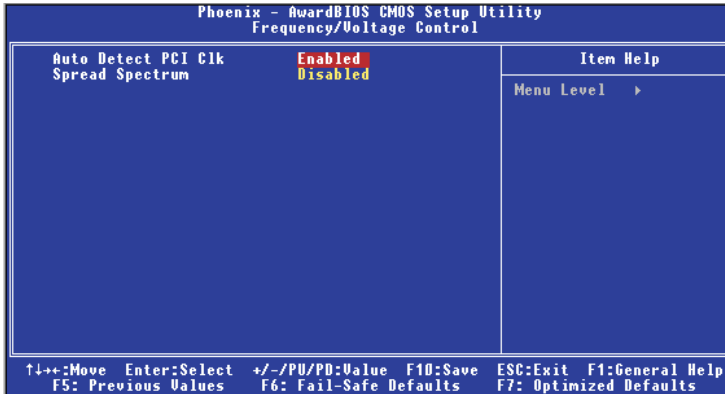 Phoenix - AwardBIOS CMOS Setup Utility
Frequency/Voltage Control
Auto Detect PCI Clk Enabled
Spread Spectrum Disabled
Item Help
Menu Level ▸
↑↓→←:Move Enter:Select +/-/PU/PD:Value F10:Save ESC:Exit F1:General Help
F5: Previous Values F6: Fail-Safe Defaults F7: Optimized Defaults